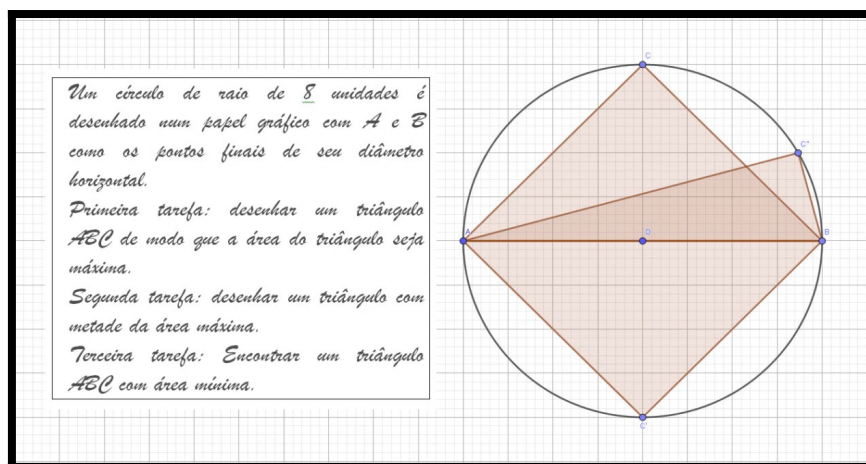 Um círculo de raio de 8 unidades é
desenhado num papel gráfico com A e B
como os pontos finais de seu diâmetro
horizontal.
Primeira tarefa: desenhar um triângulo
ABC de modo que a área do triângulo seja
máxima.
Segunda tarefa: desenhar um triângulo com
metade da área máxima.
Terceira tarefa: Encontrar um triângulo
ABC com área mínima.
C
C''
A
O
B
C'